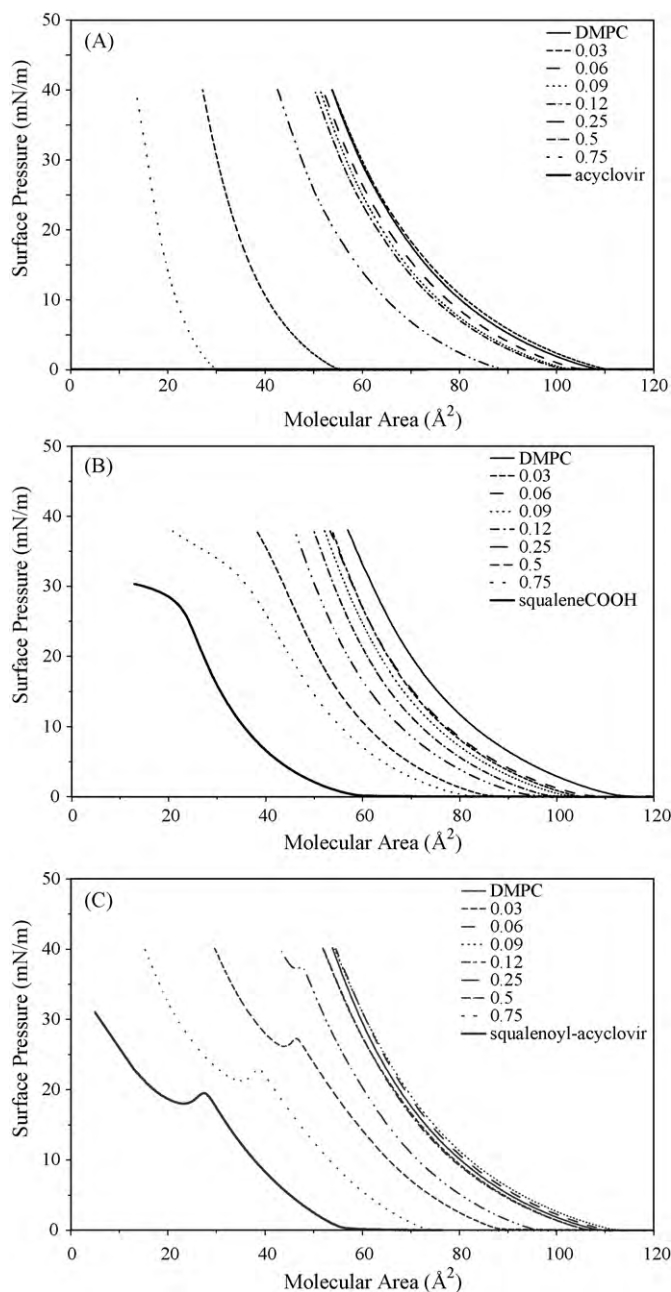 (A)
DMPC
0.03
0.06
0.09
0.12
0.25
0.5
0.75
acyclovir
50
40
30
20
10
0
Surface Pressure (mN/m)
0 20 40 60 80 100 120
Molecular Area (Å²)
(B)
DMPC
0.03
0.06
0.09
0.12
0.25
0.5
0.75
squaleneCOOH
50
40
30
20
10
0
Surface Pressure (mN/m)
0 20 40 60 80 100 120
Molecular Area (Å²)
(C)
DMPC
0.03
0.06
0.09
0.12
0.25
0.5
0.75
squalenoyl-acyclovir
50
40
30
20
10
0
Surface Pressure (mN/m)
0 20 40 60 80 100 120
Molecular Area (Å²)